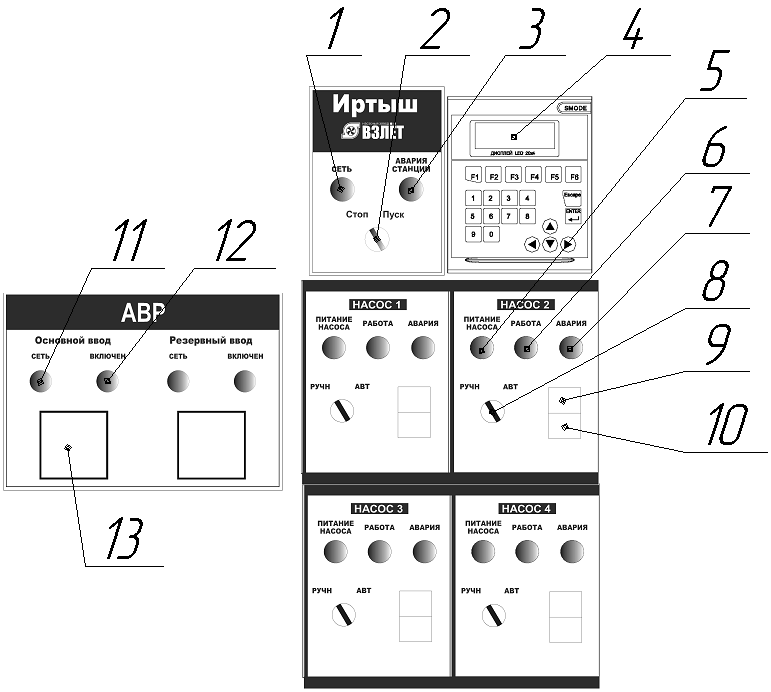 1
2
3
4
5
6
7
8
9
10
11
12
13
Иртыш
ВЗЛЕТ
СЕТЬ
АВАРИЯ
СТАНЦИИ
Стоп Пуск
SMODE
ДИСПЛЕЙ LED 20x4
F1 F2 F3 F4 F5 F6
1 2 3 4
Escape
5 6 7 8
ENTER
9 0
АВР
Основной ввод Резервный ввод
СЕТЬ ВКЛЮЧЕН СЕТЬ ВКЛЮЧЕН
НАСОС 1
ПИТАНИЕ
НАСОСА РАБОТА АВАРИЯ
РУЧН АВТ
НАСОС 2
ПИТАНИЕ
НАСОСА РАБОТА АВАРИЯ
РУЧН АВТ
НАСОС 3
ПИТАНИЕ
НАСОСА РАБОТА АВАРИЯ
РУЧН АВТ
НАСОС 4
ПИТАНИЕ
НАСОСА РАБОТА АВАРИЯ
РУЧН АВТ